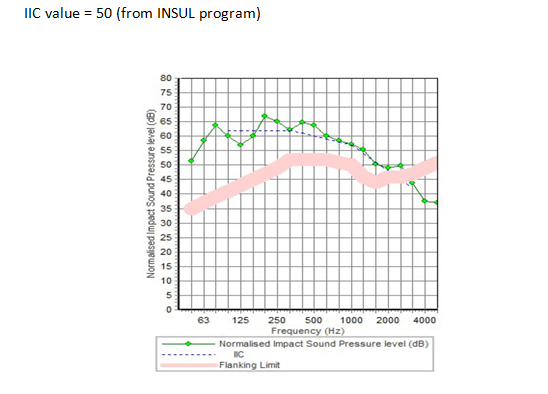 IIC value = 50 (from INSUL program)
Normalised Impact Sound Pressure level (dB)
80
75
70
65
60
55
50
45
40
35
30
25
20
15
10
5
0
63 125 250 500 1000 2000 4000
Frequency (Hz)
Normalised Impact Sound Pressure level (dB)
IIC
Flanking Limit